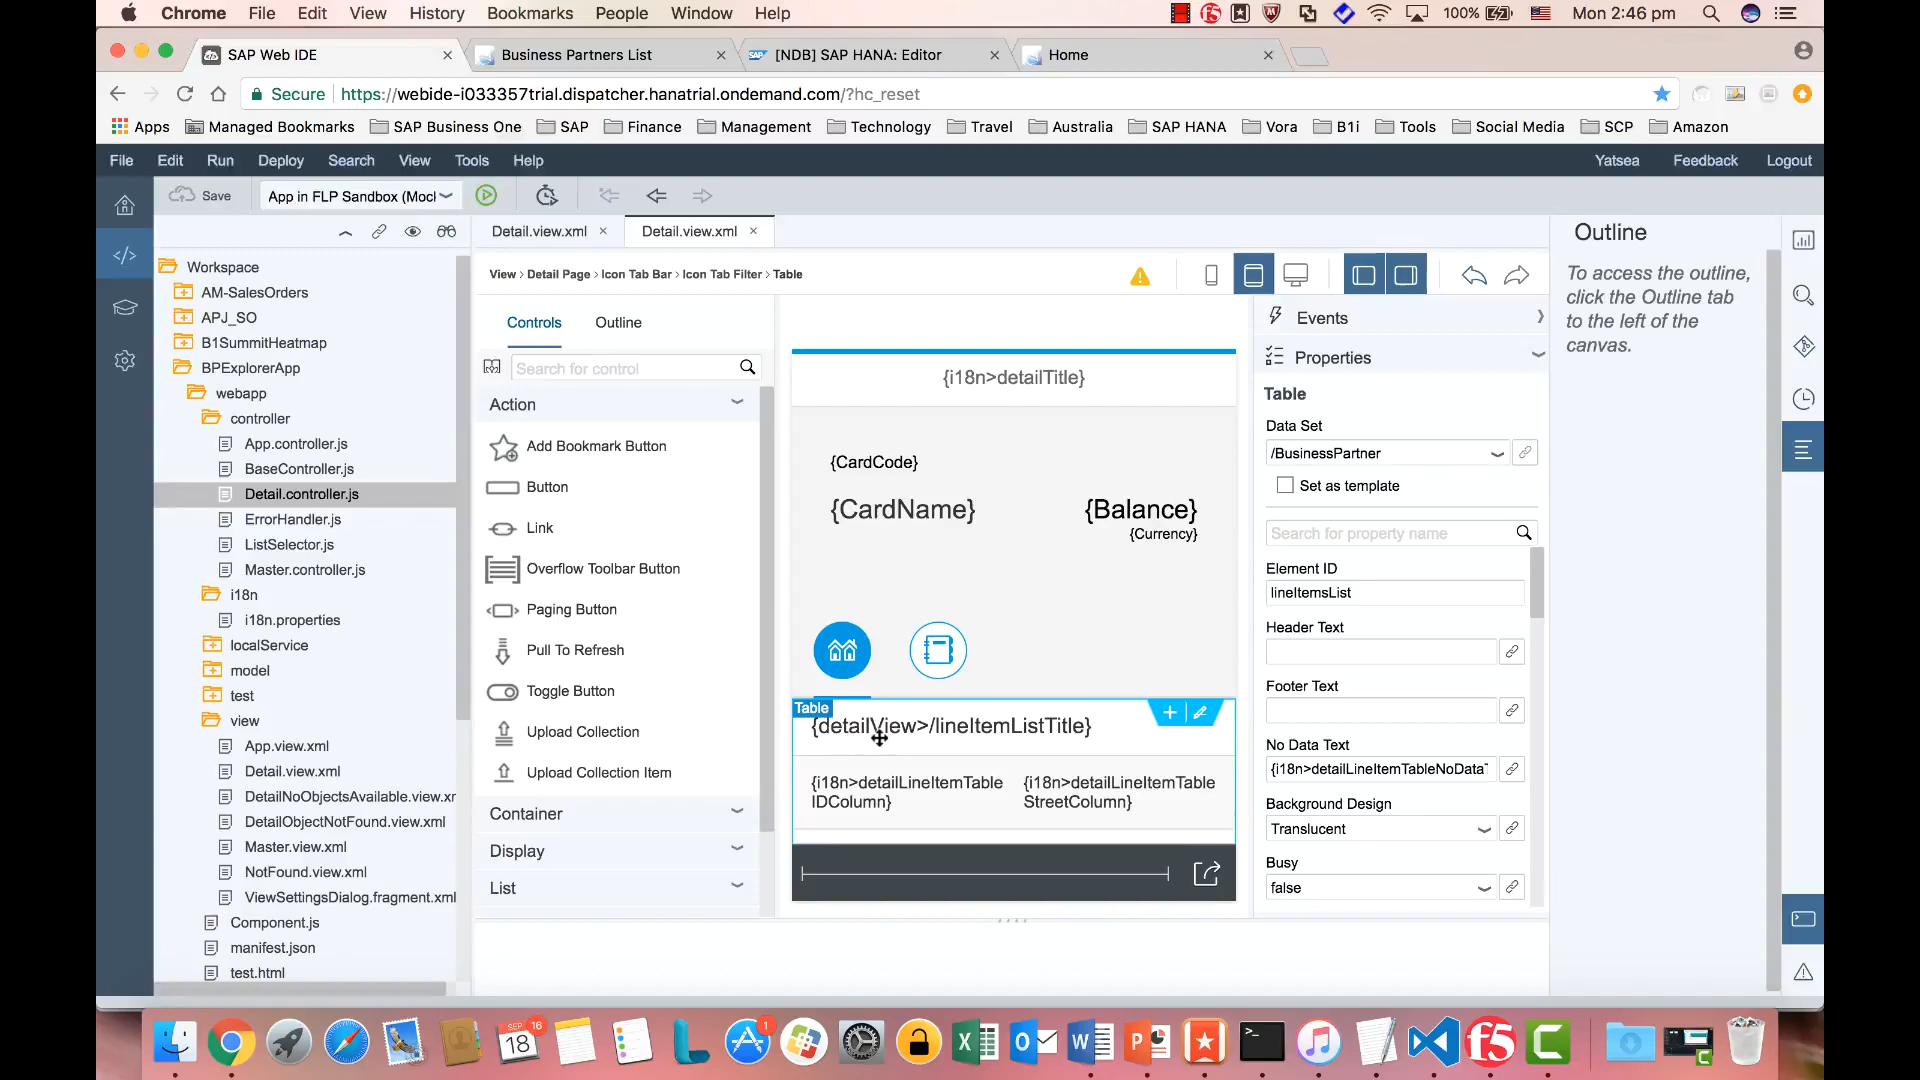 Chrome File Edit View History Bookmarks People Window Help 100% Mon 2:46 pm
SAP Web IDE Business Partners List [NDB] SAP HANA: Editor Home
Secure https://webide-i033357trial.dispatcher.hanatrial.ondemand.com/?hc_reset
Apps Managed Bookmarks SAP Business One SAP Finance Management Technology Travel Australia SAP HANA Vora B1i Tools Social Media SCP Amazon
File Edit Run Deploy Search View Tools Help Yatsea Feedback Logout
Save App in FLP Sandbox (Mocl
Detail.view.xml Detail.view.xml
Outline
To access the outline,
click the Outline tab
to the left of the
canvas.
Workspace
AM-SalesOrders
APJ_SO
B1SummitHeatmap
BPExplorerApp
webapp
controller
App.controller.js
BaseController.js
Detail.controller.js
ErrorHandler.js
ListSelector.js
Master.controller.js
i18n
i18n.properties
localService
model
test
view
App.view.xml
Detail.view.xml
DetailNoObjectsAvailable.view.xr
DetailObjectNotFound.view.xml
Master.view.xml
NotFound.view.xml
ViewSettingsDialog.fragment.xml
Component.js
manifest.json
test.html
View > Detail Page > Icon Tab Bar > Icon Tab Filter > Table
Controls Outline
Search for control
Action
Add Bookmark Button
Button
Link
Overflow Toolbar Button
Paging Button
Pull To Refresh
Toggle Button
Upload Collection
Upload Collection Item
Container
Display
List
{i18n>detailTitle}
{CardCode}
{CardName} {Balance}
{Currency}
Table
{detailView>/lineItemListTitle}
{i18n>detailLineItemTable {i18n>detailLineItemTable
IDColumn} StreetColumn}
Events
Properties
Table
Data Set
/BusinessPartner
Set as template
Search for property name
Element ID
lineItemsList
Header Text
Footer Text
No Data Text
{i18n>detailLineItemTableNoDataT
Background Design
Translucent
Busy
false
SEP 16
18
1